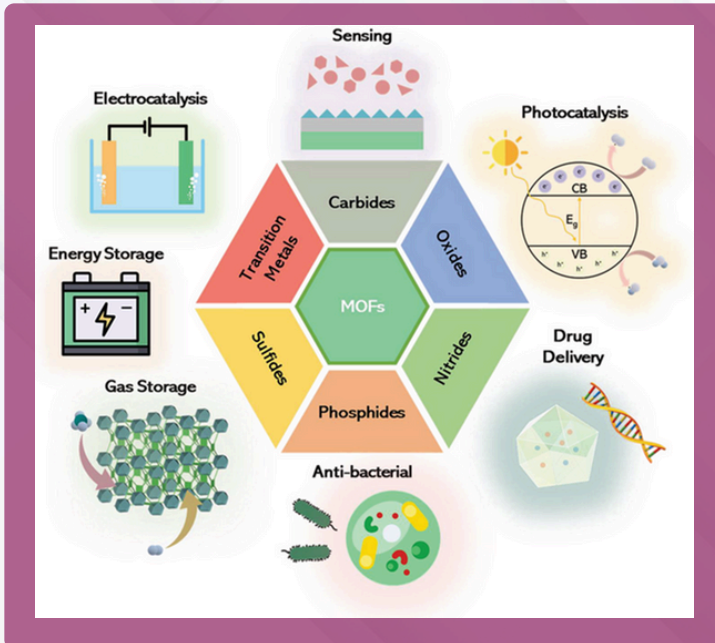 Sensing
Electrocatalysis
Photocatalysis
CB
Eg
VB
e⁻ e⁻ e⁻ e⁻ e⁻
h⁺ h⁺ h⁺ h⁺ h⁺
Carbides
Transition
Metals
Oxides
MOFs
Energy Storage
+ −
Sulfides
Nitrides
Phosphides
Drug
Delivery
Gas Storage
Anti-bacterial